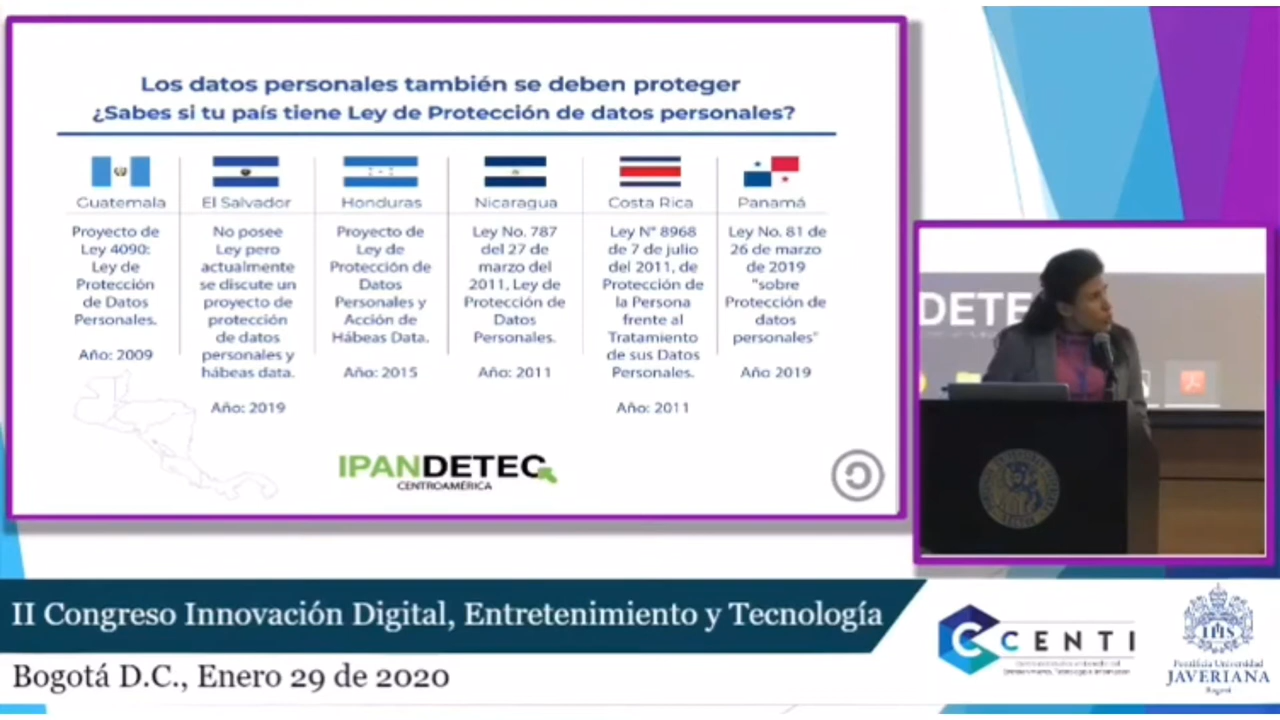 Los datos personales también se deben proteger
¿Sabes si tu país tiene Ley de Protección de datos personales?
Guatemala
Proyecto de
Ley 4090:
Ley de
Protección
de Datos
Personales.
Año: 2009
El Salvador
No posee
Ley pero
actualmente
se discute un
proyecto de
protección
de datos
personales y
hábeas data.
Año: 2019
Honduras
Proyecto de
Ley de
Protección de
Datos
Personales y
Acción de
Hábeas Data.
Año: 2015
Nicaragua
Ley No. 787
del 27 de
marzo del
2011, Ley de
Protección de
Datos
Personales.
Año: 2011
Costa Rica
Ley N° 8968
de 7 de julio
del 2011, de
Protección de
la Persona
frente al
Tratamiento
de sus Datos
Personales.
Año: 2011
Panamá
Ley No. 81 de
26 de marzo
de 2019
"sobre
Protección de
datos
personales"
Año 2019
IPANDETEC
CENTROAMÉRICA
DETE
II Congreso Innovación Digital, Entretenimiento y Tecnología
Bogotá D.C., Enero 29 de 2020
CENTI
IHS
Pontificia Universidad
JAVERIANA
Bogotá